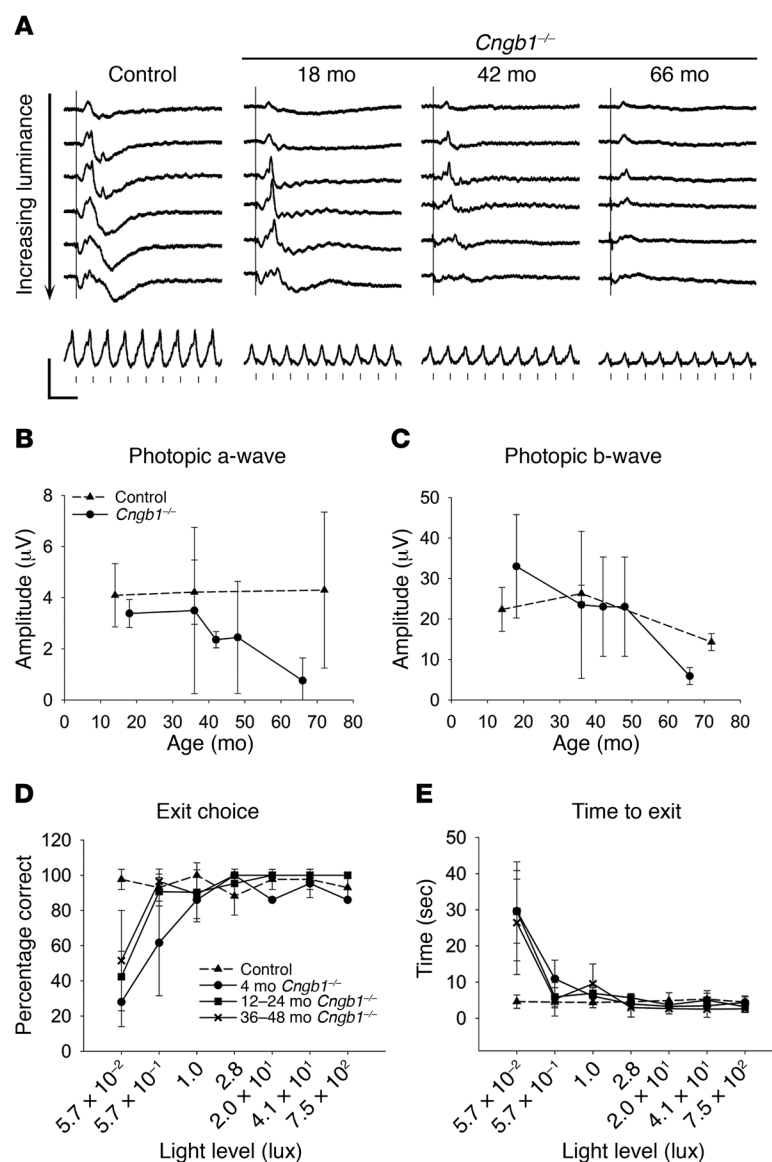 A
Cngb1–/–
Control 18 mo 42 mo 66 mo
Increasing luminance
B
Photopic a-wave
Control
Cngb1–/–
Amplitude (μV)
8
6
4
2
0
0 10 20 30 40 50 60 70 80
Age (mo)
C
Photopic b-wave
Amplitude (μV)
50
40
30
20
10
0
0 10 20 30 40 50 60 70 80
Age (mo)
D
Exit choice
Percentage correct
120
100
80
60
40
20
0
Control
4 mo Cngb1–/–
12–24 mo Cngb1–/–
36–48 mo Cngb1–/–
5.7 × 10⁻²
5.7 × 10⁻¹
1.0
2.8
2.0 × 10¹
4.1 × 10¹
7.5 × 10²
Light level (lux)
E
Time to exit
Time (sec)
50
40
30
20
10
0
5.7 × 10⁻²
5.7 × 10⁻¹
1.0
2.8
2.0 × 10¹
4.1 × 10¹
7.5 × 10²
Light level (lux)